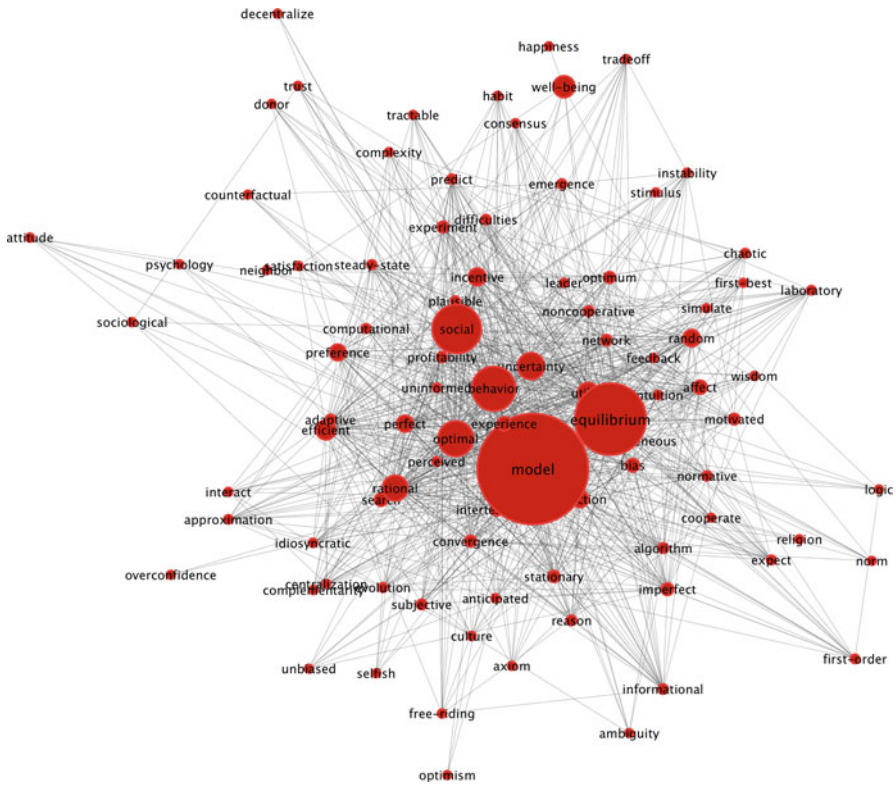 decentralize
happiness
tradeoff
well-being
trust
habit
donor
tractable
consensus
complexity
instability
predict
emergence
stimulus
counterfactual
difficulties
experiment
attitude
chaotic
psychology
satisfaction
steady-state
neighbor
incentive
leader
optimum
first-best
laboratory
plausible
noncooperative
simulate
sociological
computational
social
network
random
preference
profitability
feedback
uncertainty
wisdom
uninformed
behavior
affect
adaptive
perfect
experience
equilibrium
motivated
efficient
optimal
perceived
model
bias
normative
rational
search
logic
interact
approximation
cooperate
idiosyncratic
convergence
algorithm
religion
overconfidence
stationary
expect
norm
centralization
complementarity
imperfect
subjective
anticipated
reason
culture
unbiased
selfish
axiom
first-order
informational
free-riding
ambiguity
optimism